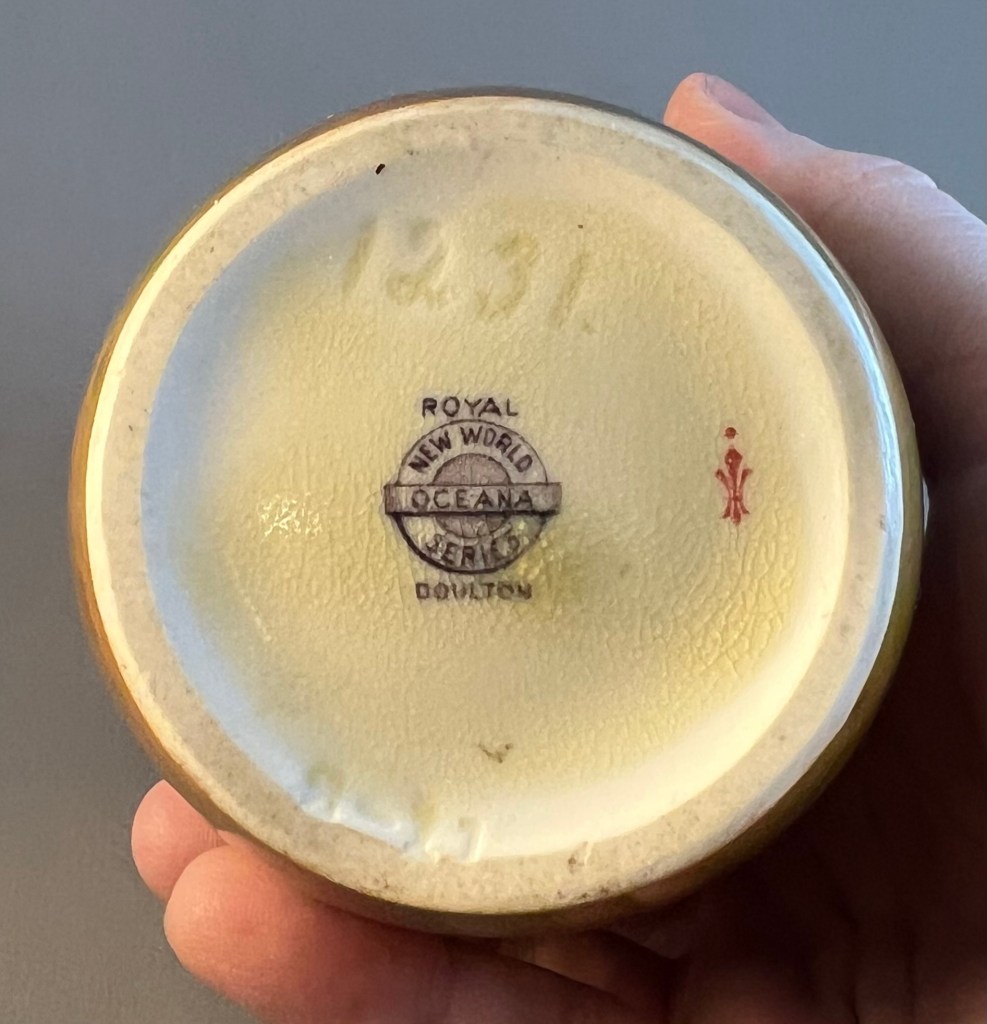 1231
ROYAL
NEW WORLD
OCEANA
SERIES
DOULTON